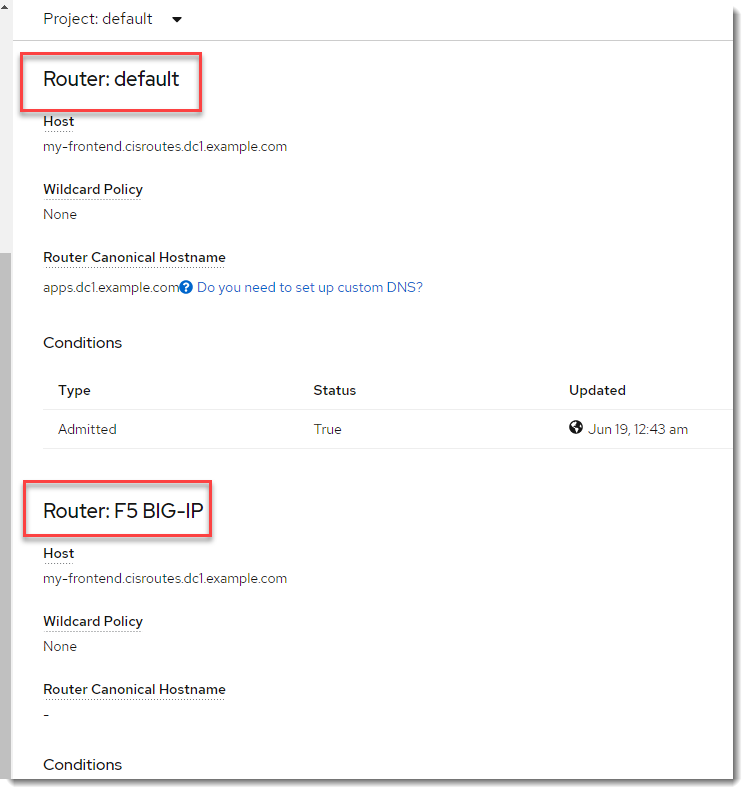 Project: default
Router: default
Host
my-frontend.cisroutes.dc1.example.com
Wildcard Policy
None
Router Canonical Hostname
apps.dc1.example.com Do you need to set up custom DNS?
Conditions
Type Status Updated
Admitted True Jun 19, 12:43 am
Router: F5 BIG-IP
Host
my-frontend.cisroutes.dc1.example.com
Wildcard Policy
None
Router Canonical Hostname
-
Conditions